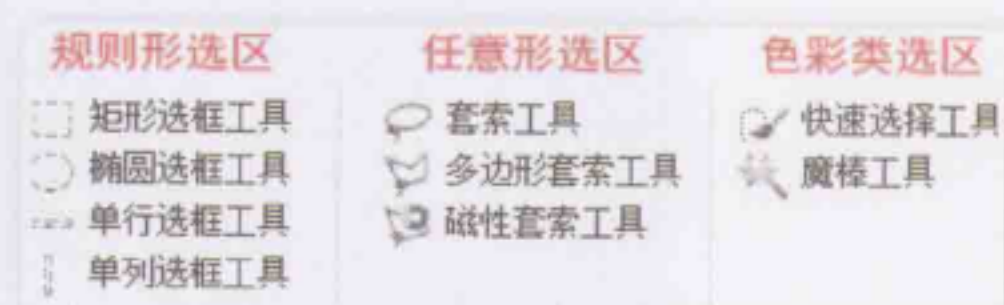 规则形选区
矩形选框工具
椭圆选框工具
单行选框工具
单列选框工具
任意形选区
套索工具
多边形套索工具
磁性套索工具
色彩类选区
快速选择工具
魔棒工具